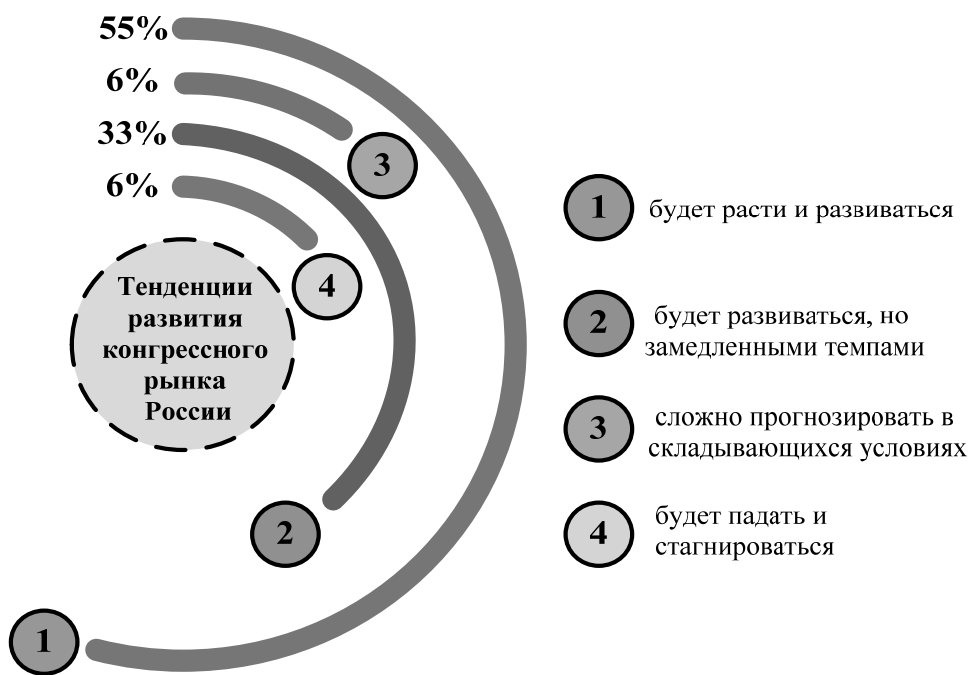 55%
6%
33%
6%
3
4
2
1
Тенденции
развития
конгрессного
рынка
России
1
будет расти и развиваться
2
будет развиваться, но
замедленными темпами
3
сложно прогнозировать в
складывающихся условиях
4
будет падать и
стагнироваться